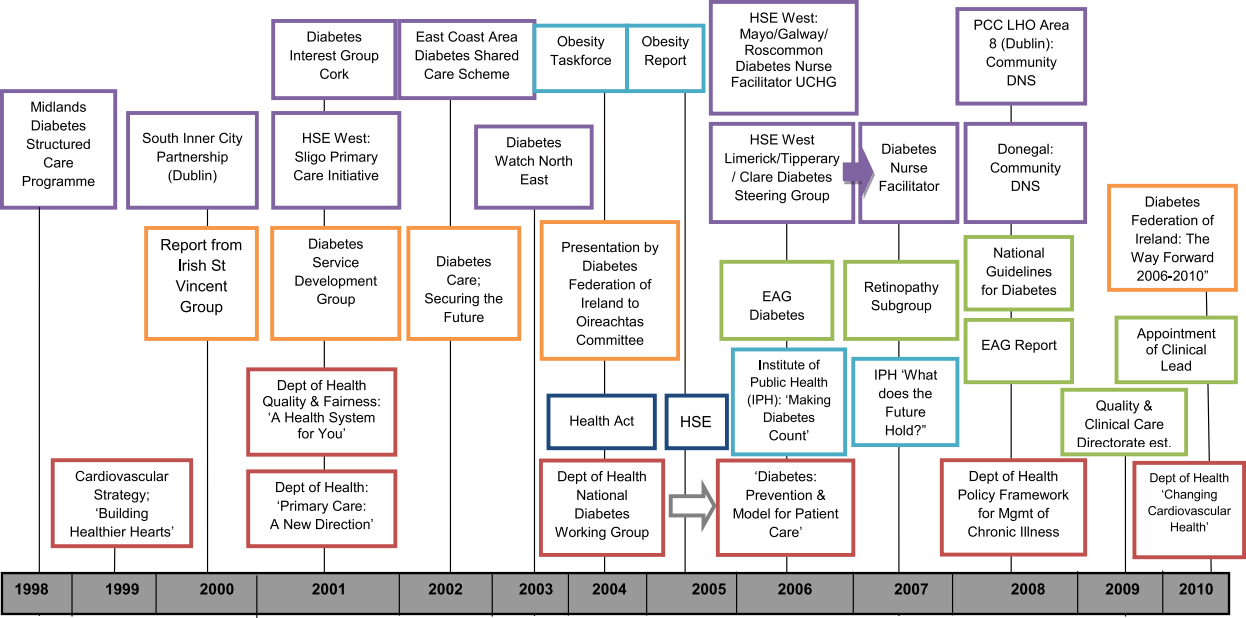 Midlands
Diabetes
Structured
Care
Programme
South Inner City
Partnership
(Dublin)
Diabetes
Interest Group
Cork
HSE West:
Sligo Primary
Care Initiative
East Coast Area
Diabetes Shared
Care Scheme
Diabetes
Watch North
East
Obesity
Taskforce
Obesity
Report
HSE West:
Mayo/Galway/
Roscommon
Diabetes Nurse
Facilitator UCHG
HSE West
Limerick/Tipperary
/ Clare Diabetes
Steering Group
Diabetes
Nurse
Facilitator
PCC LHO Area
8 (Dublin):
Community
DNS
Donegal:
Community
DNS
Report from
Irish St
Vincent
Group
Diabetes
Service
Development
Group
Diabetes
Care;
Securing the
Future
Presentation by
Diabetes
Federation of
Ireland to
Oireachtas
Committee
EAG
Diabetes
Retinopathy
Subgroup
National
Guidelines
for Diabetes
EAG Report
Diabetes
Federation of
Ireland: The
Way Forward
2006-2010”
Appointment
of Clinical
Lead
Dept of Health
Quality & Fairness:
‘A Health System
for You’
Health Act
HSE
Institute of
Public Health
(IPH): ‘Making
Diabetes
Count’
IPH ‘What
does the
Future
Hold?”
Quality &
Clinical Care
Directorate est.
Cardiovascular
Strategy;
‘Building
Healthier Hearts’
Dept of Health:
‘Primary Care:
A New Direction’
Dept of Health
National
Diabetes
Working Group
‘Diabetes:
Prevention &
Model for Patient
Care’
Dept of Health
Policy Framework
for Mgmt of
Chronic Illness
Dept of Health
‘Changing
Cardiovascular
Health’
1998 1999 2000 2001 2002 2003 2004 2005 2006 2007 2008 2009 2010